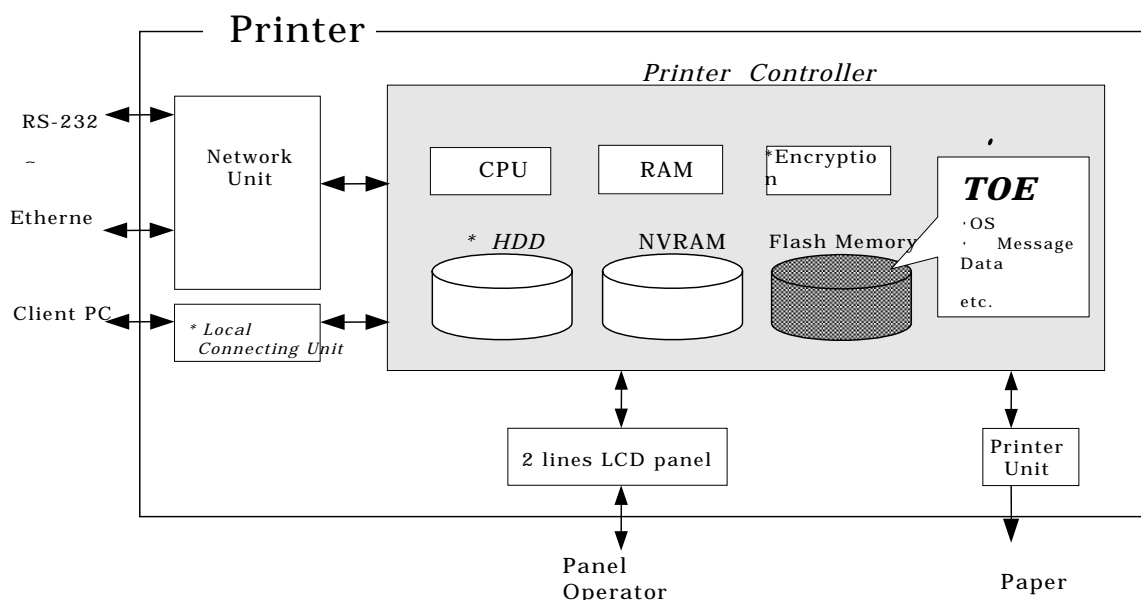 Printer
Printer Controller
RS-232
Network
Unit
CPU
RAM
*Encryptio
n
TOE
·OS
· Message
Data
etc.
Etherne
* HDD
NVRAM
Flash Memory
Client PC
* Local
Connecting Unit
2 lines LCD panel
Printer
Unit
Panel
Operator
Paper